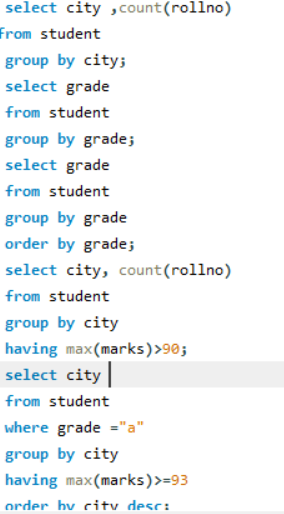 select city ,count(rollno)
from student
group by city;
select grade
from student
group by grade;
select grade
from student
group by grade
order by grade;
select city, count(rollno)
from student
group by city
having max(marks)>90;
select city
from student
where grade ="a"
group by city
having max(marks)>=93
order by city desc;